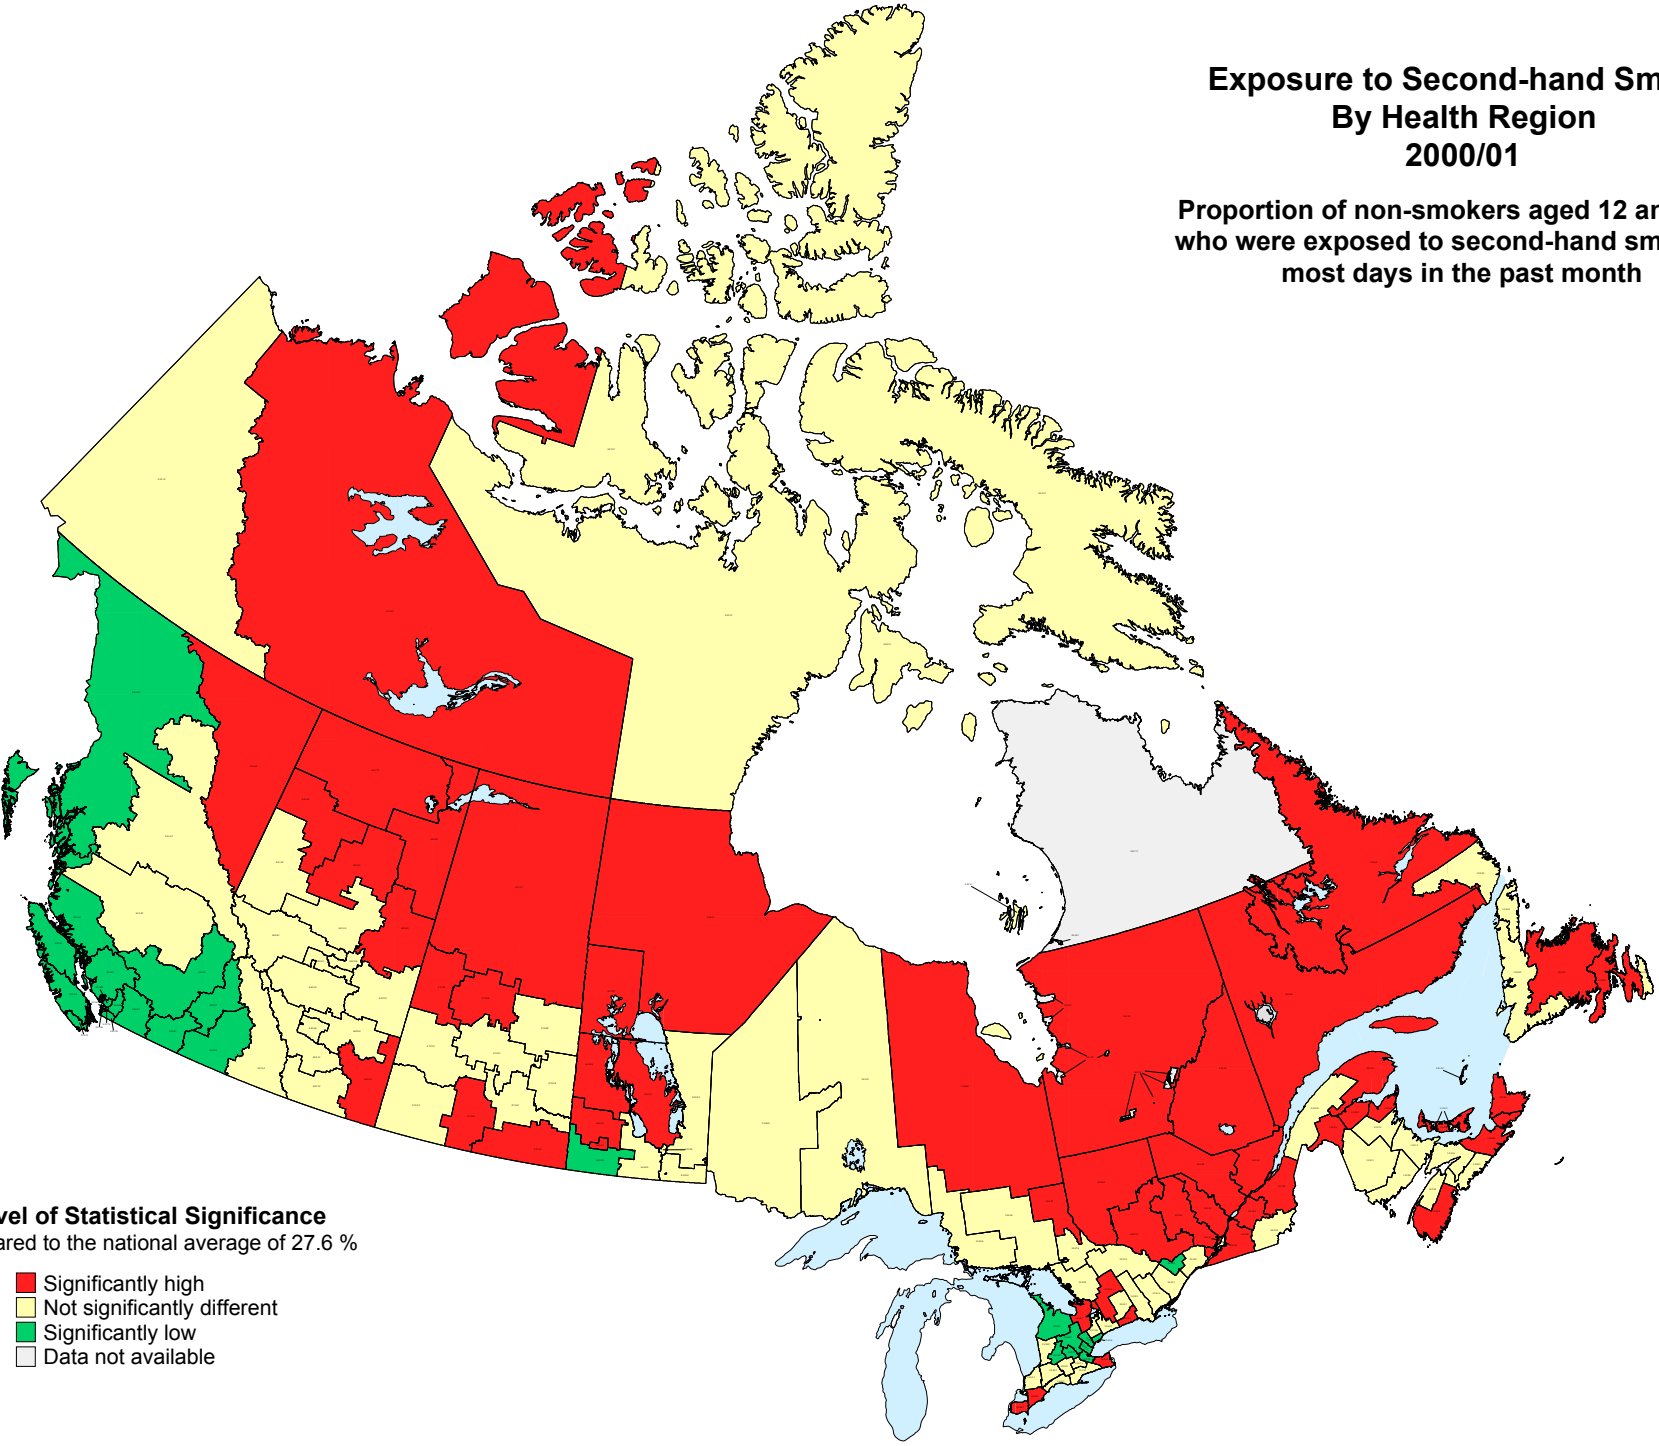 Exposure to Second-hand Sm
By Health Region
2000/01
Proportion of non-smokers aged 12 an
who were exposed to second-hand sm
most days in the past month
vel of Statistical Significance
ared to the national average of 27.6 %
Significantly high
Not significantly different
Significantly low
Data not available